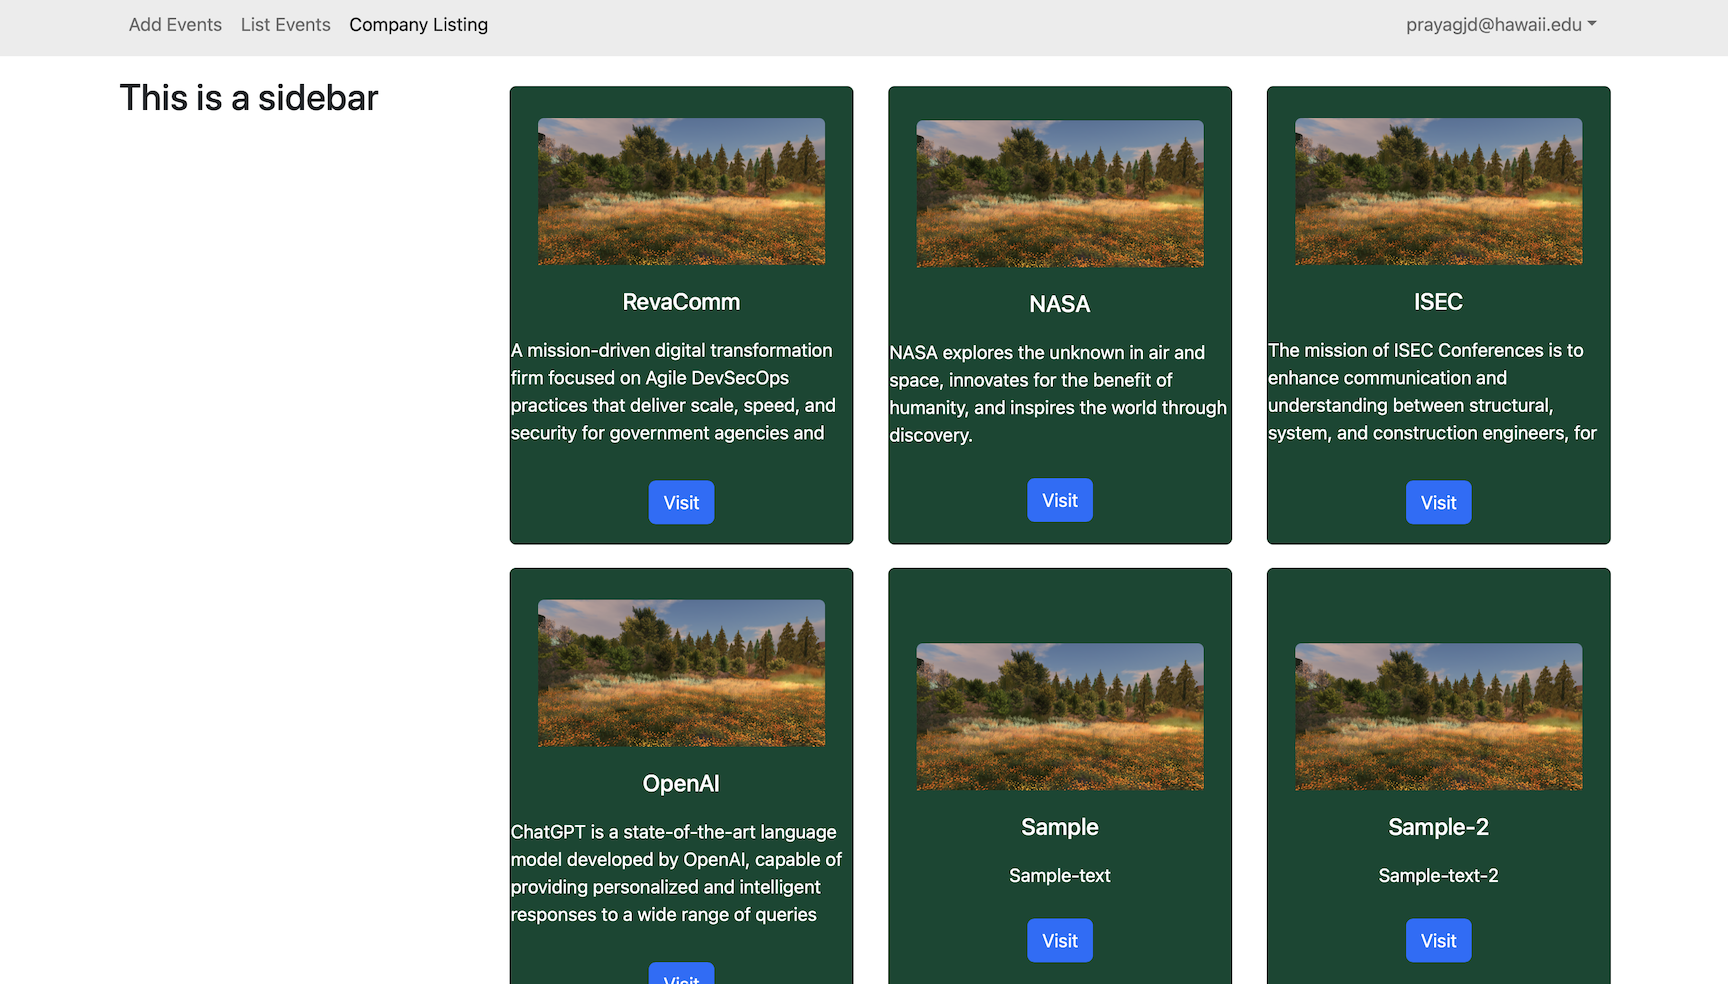 Add Events
List Events
Company Listing
prayagjd@hawaii.edu
This is a sidebar
RevaComm
A mission-driven digital transformation
firm focused on Agile DevSecOps
practices that deliver scale, speed, and
security for government agencies and
Visit
NASA
NASA explores the unknown in air and
space, innovates for the benefit of
humanity, and inspires the world through
discovery.
Visit
ISEC
The mission of ISEC Conferences is to
enhance communication and
understanding between structural,
system, and construction engineers, for
Visit
OpenAI
ChatGPT is a state-of-the-art language
model developed by OpenAI, capable of
providing personalized and intelligent
responses to a wide range of queries
Visit
Sample
Sample-text
Visit
Sample-2
Sample-text-2
Visit